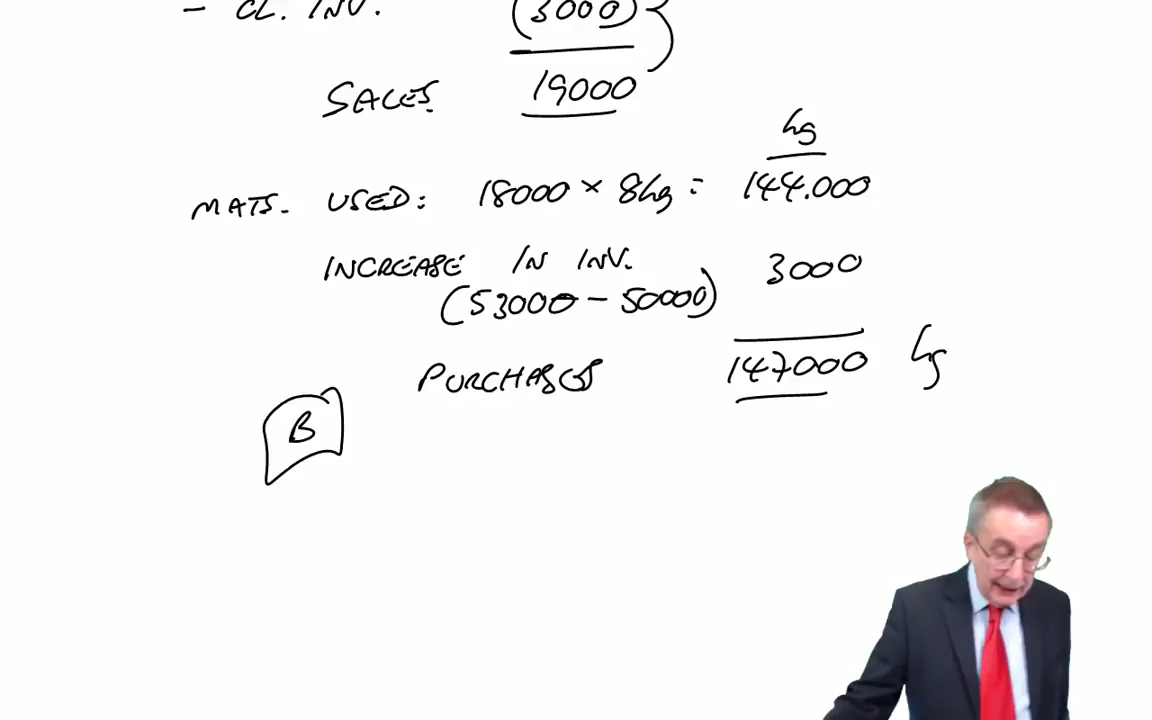 - CL. INV. (3000)
SALES. 19000
kg
MATS. USED: 18000 × 8kg = 144.000
INCREASE IN INV. 3000
(53000 - 50000)
PURCHASES 147000 kg
B